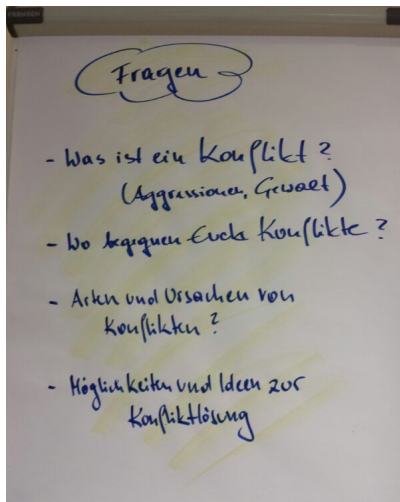 Fragen
- Was ist ein Konflikt?
(Aggressionen, Gewalt)
- Wo begegnen Euch Konflikte?
- Arten und Ursachen von
Konflikten?
- Möglichkeiten und Ideen zur
Konfliktlösung